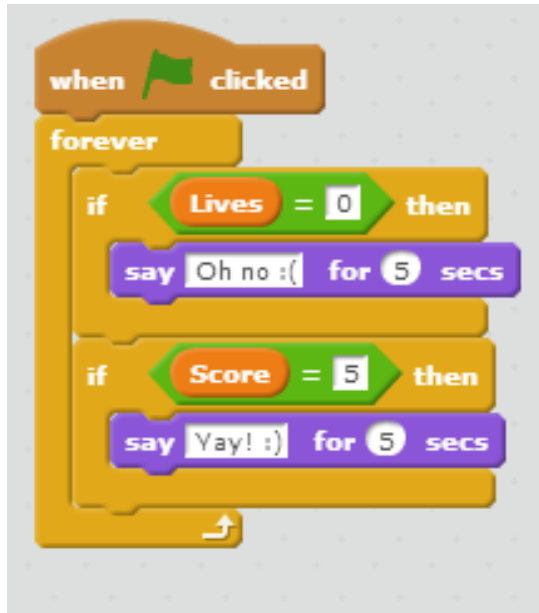 when clicked
forever
if Lives = 0 then
say Oh no :( for 5 secs
if Score = 5 then
say Yay! :) for 5 secs